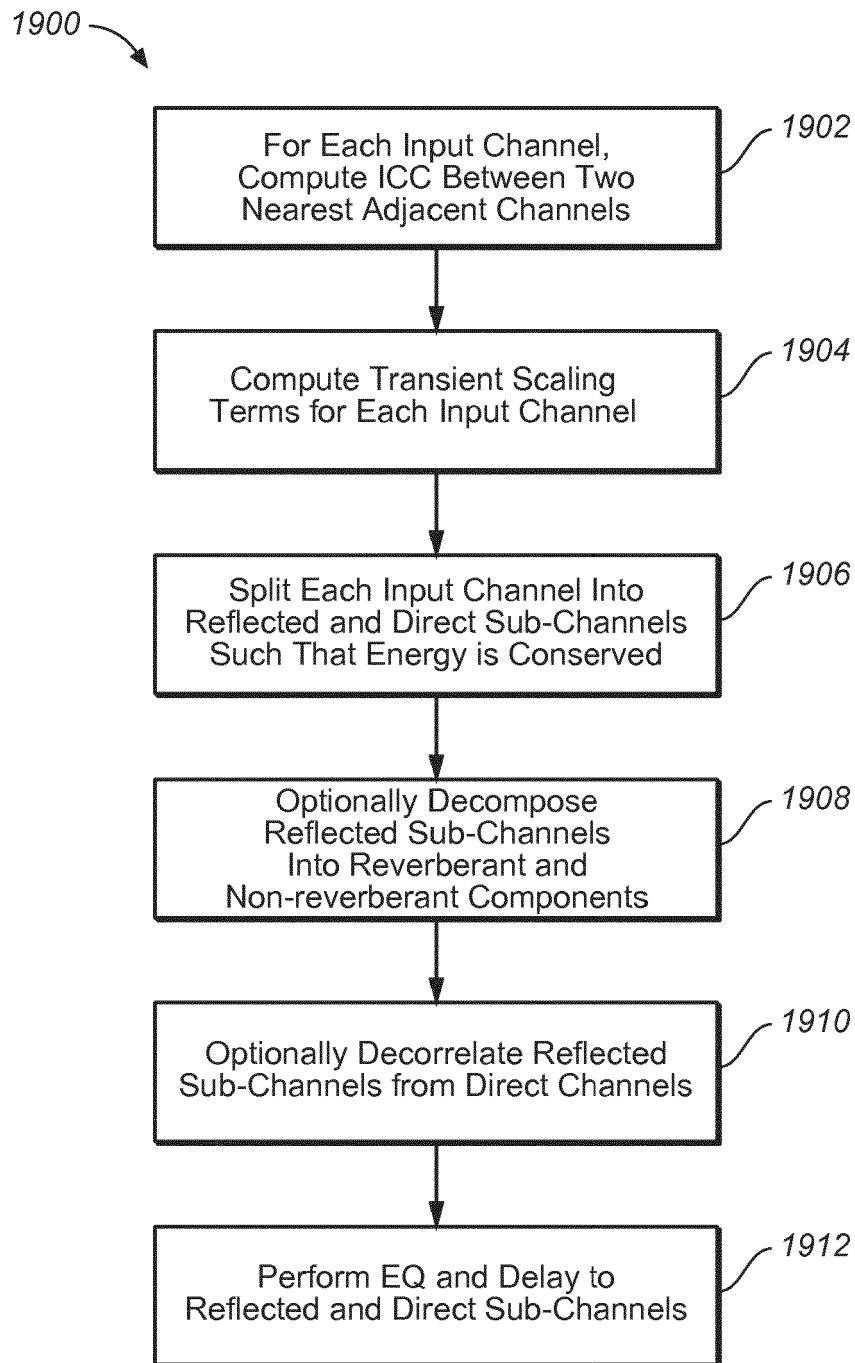 1900
For Each Input Channel,
Compute ICC Between Two
Nearest Adjacent Channels
1902
Compute Transient Scaling
Terms for Each Input Channel
1904
Split Each Input Channel Into
Reflected and Direct Sub-Channels
Such That Energy is Conserved
1906
Optionally Decompose
Reflected Sub-Channels
Into Reverberant and
Non-reverberant Components
1908
Optionally Decorrelate Reflected
Sub-Channels from Direct Channels
1910
Perform EQ and Delay to
Reflected and Direct Sub-Channels
1912